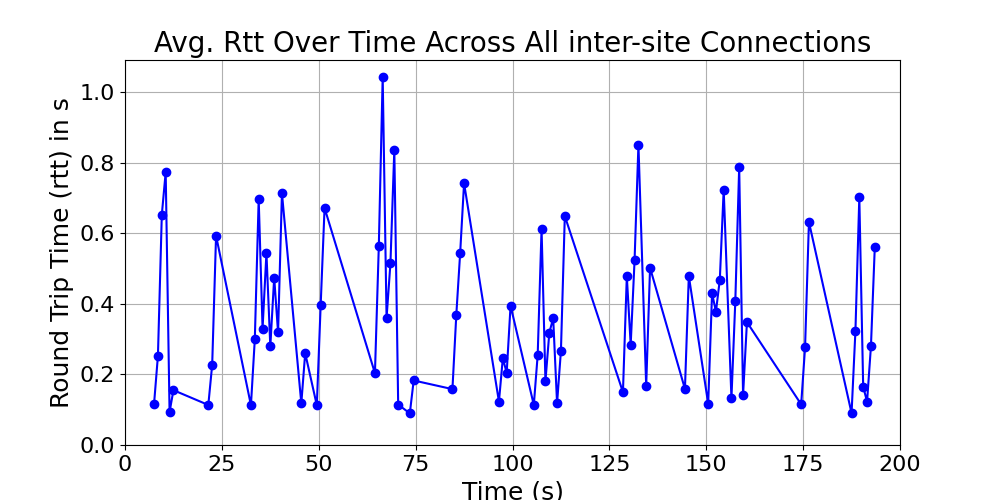 Avg. Rtt Over Time Across All inter-site Connections
Round Trip Time (rtt) in s
1.0
0.8
0.6
0.4
0.2
0.0
0 25 50 75 100 125 150 175 200
Time (s)